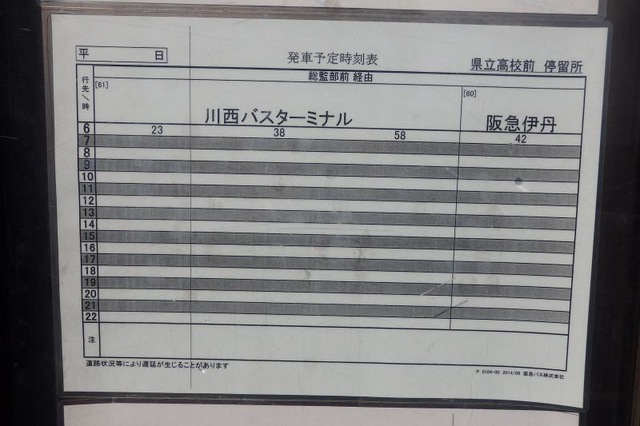 平 日 発車予定時刻表 県立高校前 停留所
行先／時 総監部前 経由
[61] [60]
川西バスターミナル 阪急伊丹
6 23 38 58 42
7
8
9
10
11
12
13
14
15
16
17
18
19
20
21
22
注
道路状況等により遅延が生じることがあります
2014/09 阪急バス株式会社